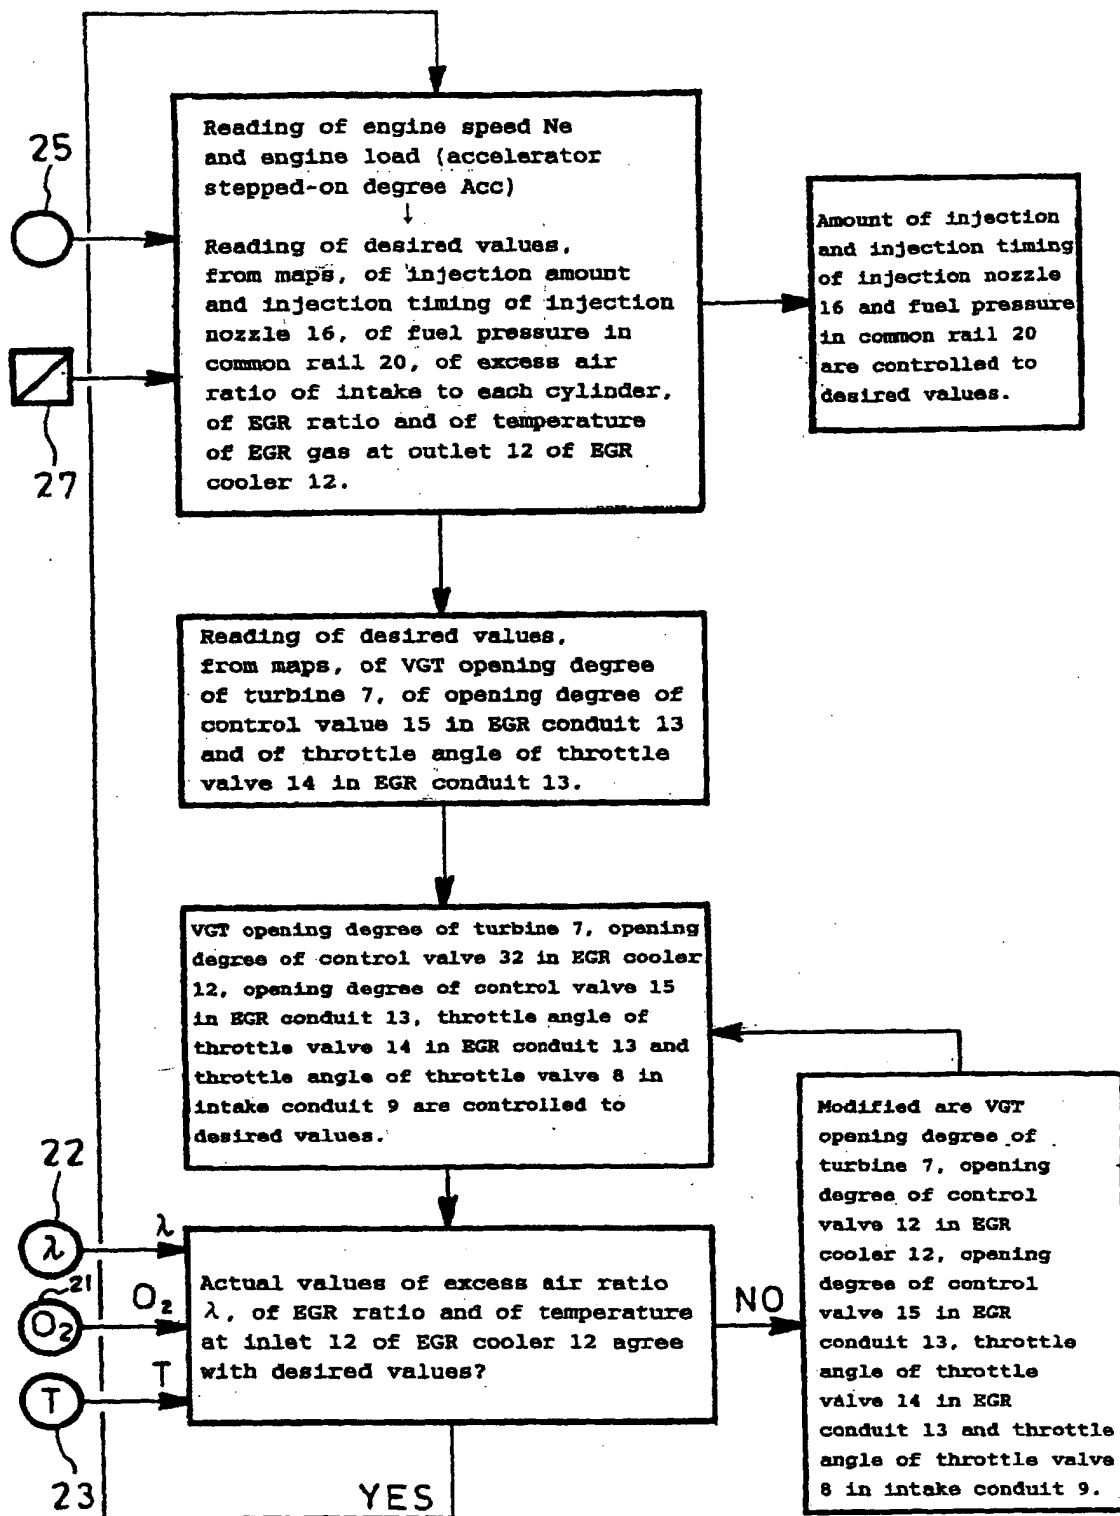 Reading of engine speed Ne
and engine load (accelerator
stepped-on degree Acc)
↓
Reading of desired values,
from maps, of injection amount
and injection timing of injection
nozzle 16, of fuel pressure in
common rail 20, of excess air
ratio of intake to each cylinder,
of EGR ratio and of temperature
of EGR gas at outlet 12 of EGR
cooler 12.
25
27
Amount of injection
and injection timing
of injection nozzle
16 and fuel pressure
in common rail 20
are controlled to
desired values.
Reading of desired values,
from maps, of VGT opening degree
of turbine 7, of opening degree of
control value 15 in EGR conduit 13
and of throttle angle of throttle
valve 14 in EGR conduit 13.
VGT opening degree of turbine 7, opening
degree of control valve 32 in EGR cooler
12, opening degree of control valve 15
in EGR conduit 13, throttle angle of
throttle valve 14 in EGR conduit 13 and
throttle angle of throttle valve 8 in
intake conduit 9 are controlled to
desired values.
Modified are VGT
opening degree of
turbine 7, opening
degree of control
valve 12 in EGR
cooler 12, opening
degree of control
valve 15 in EGR
conduit 13, throttle
angle of throttle
valve 14 in EGR
conduit 13 and throttle
angle of throttle valve
8 in intake conduit 9.
22
λ
λ
21
O₂
O₂
T
T
23
Actual values of excess air ratio
λ, of EGR ratio and of temperature
at inlet 12 of EGR cooler 12 agree
with desired values?
NO
YES